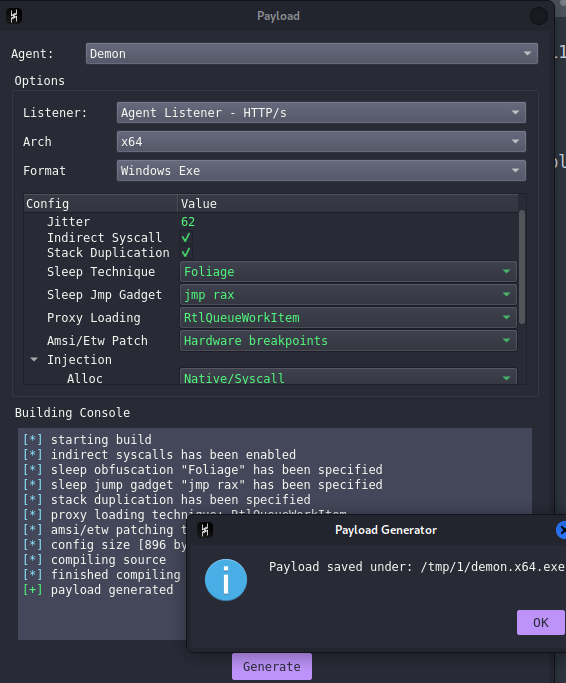 Payload
Agent: Demon
Options
Listener: Agent Listener - HTTP/s
Arch x64
Format Windows Exe
Config Value
Jitter 62
Indirect Syscall ✓
Stack Duplication ✓
Sleep Technique Foliage
Sleep Jmp Gadget jmp rax
Proxy Loading RtlQueueWorkItem
Amsi/Etw Patch Hardware breakpoints
Injection
Alloc Native/Syscall
Building Console
[*] starting build
[*] indirect syscalls has been enabled
[*] sleep obfuscation "Foliage" has been specified
[*] sleep jump gadget "jmp rax" has been specified
[*] stack duplication has been specified
[*] proxy loading technique: RtlQueueWorkItem
[*] amsi/etw patching
[*] config size [896
[*] compiling source
[*] finished compiling
[+] payload generated
Payload Generator
Payload saved under: /tmp/1/demon.x64.exe
OK
Generate